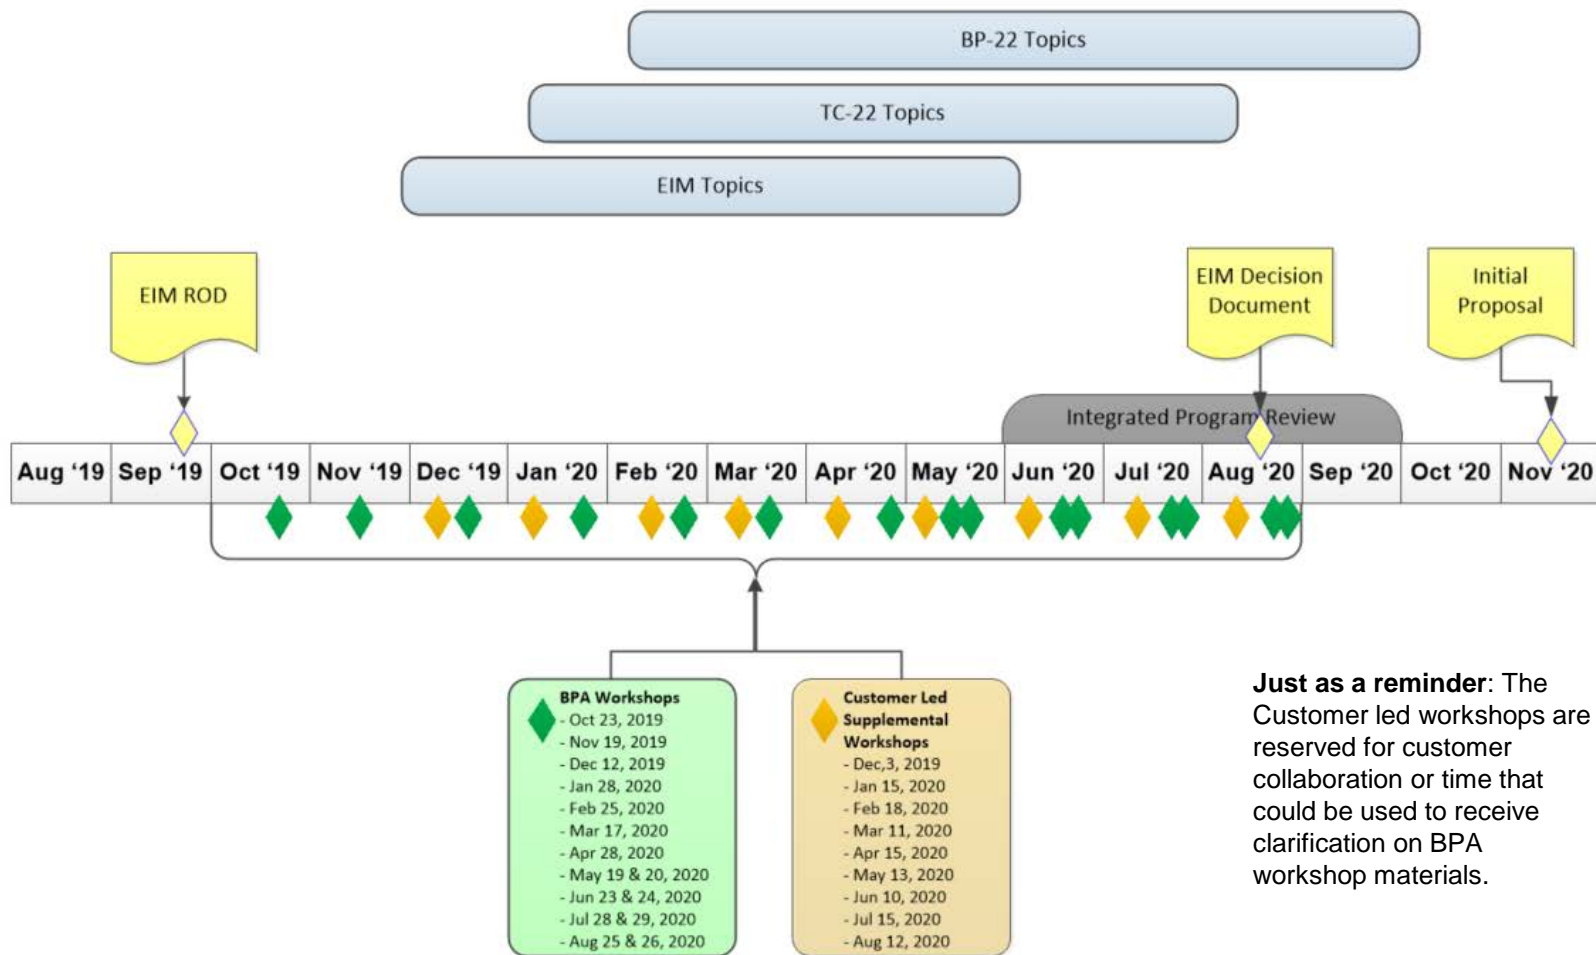 BP-22 Topics
TC-22 Topics
EIM Topics
EIM ROD
EIM Decision
Document
Initial
Proposal
Integrated Program Review
Aug ‘19
Sep ‘19
Oct ‘19
Nov ‘19
Dec ‘19
Jan ‘20
Feb ‘20
Mar ‘20
Apr ‘20
May ‘20
Jun ‘20
Jul ‘20
Aug ‘20
Sep ‘20
Oct ‘20
Nov ‘20
BPA Workshops
- Oct 23, 2019
- Nov 19, 2019
- Dec 12, 2019
- Jan 28, 2020
- Feb 25, 2020
- Mar 17, 2020
- Apr 28, 2020
- May 19 & 20, 2020
- Jun 23 & 24, 2020
- Jul 28 & 29, 2020
- Aug 25 & 26, 2020
Customer Led
Supplemental
Workshops
- Dec,3, 2019
- Jan 15, 2020
- Feb 18, 2020
- Mar 11, 2020
- Apr 15, 2020
- May 13, 2020
- Jun 10, 2020
- Jul 15, 2020
- Aug 12, 2020
Just as a reminder: The
Customer led workshops are
reserved for customer
collaboration or time that
could be used to receive
clarification on BPA
workshop materials.